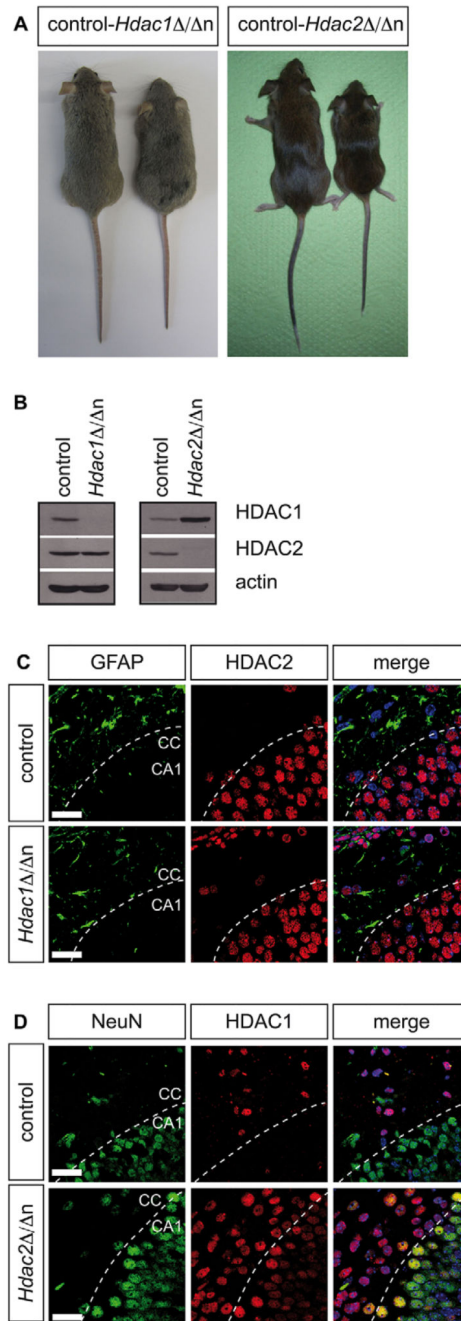 A
control-Hdac1Δ/Δn
control-Hdac2Δ/Δn
B
control
Hdac1Δ/Δn
control
Hdac2Δ/Δn
HDAC1
HDAC2
actin
C
GFAP
HDAC2
merge
control
CC
CA1
Hdac1Δ/Δn
CC
CA1
D
NeuN
HDAC1
merge
control
CC
CA1
Hdac2Δ/Δn
CC
CA1